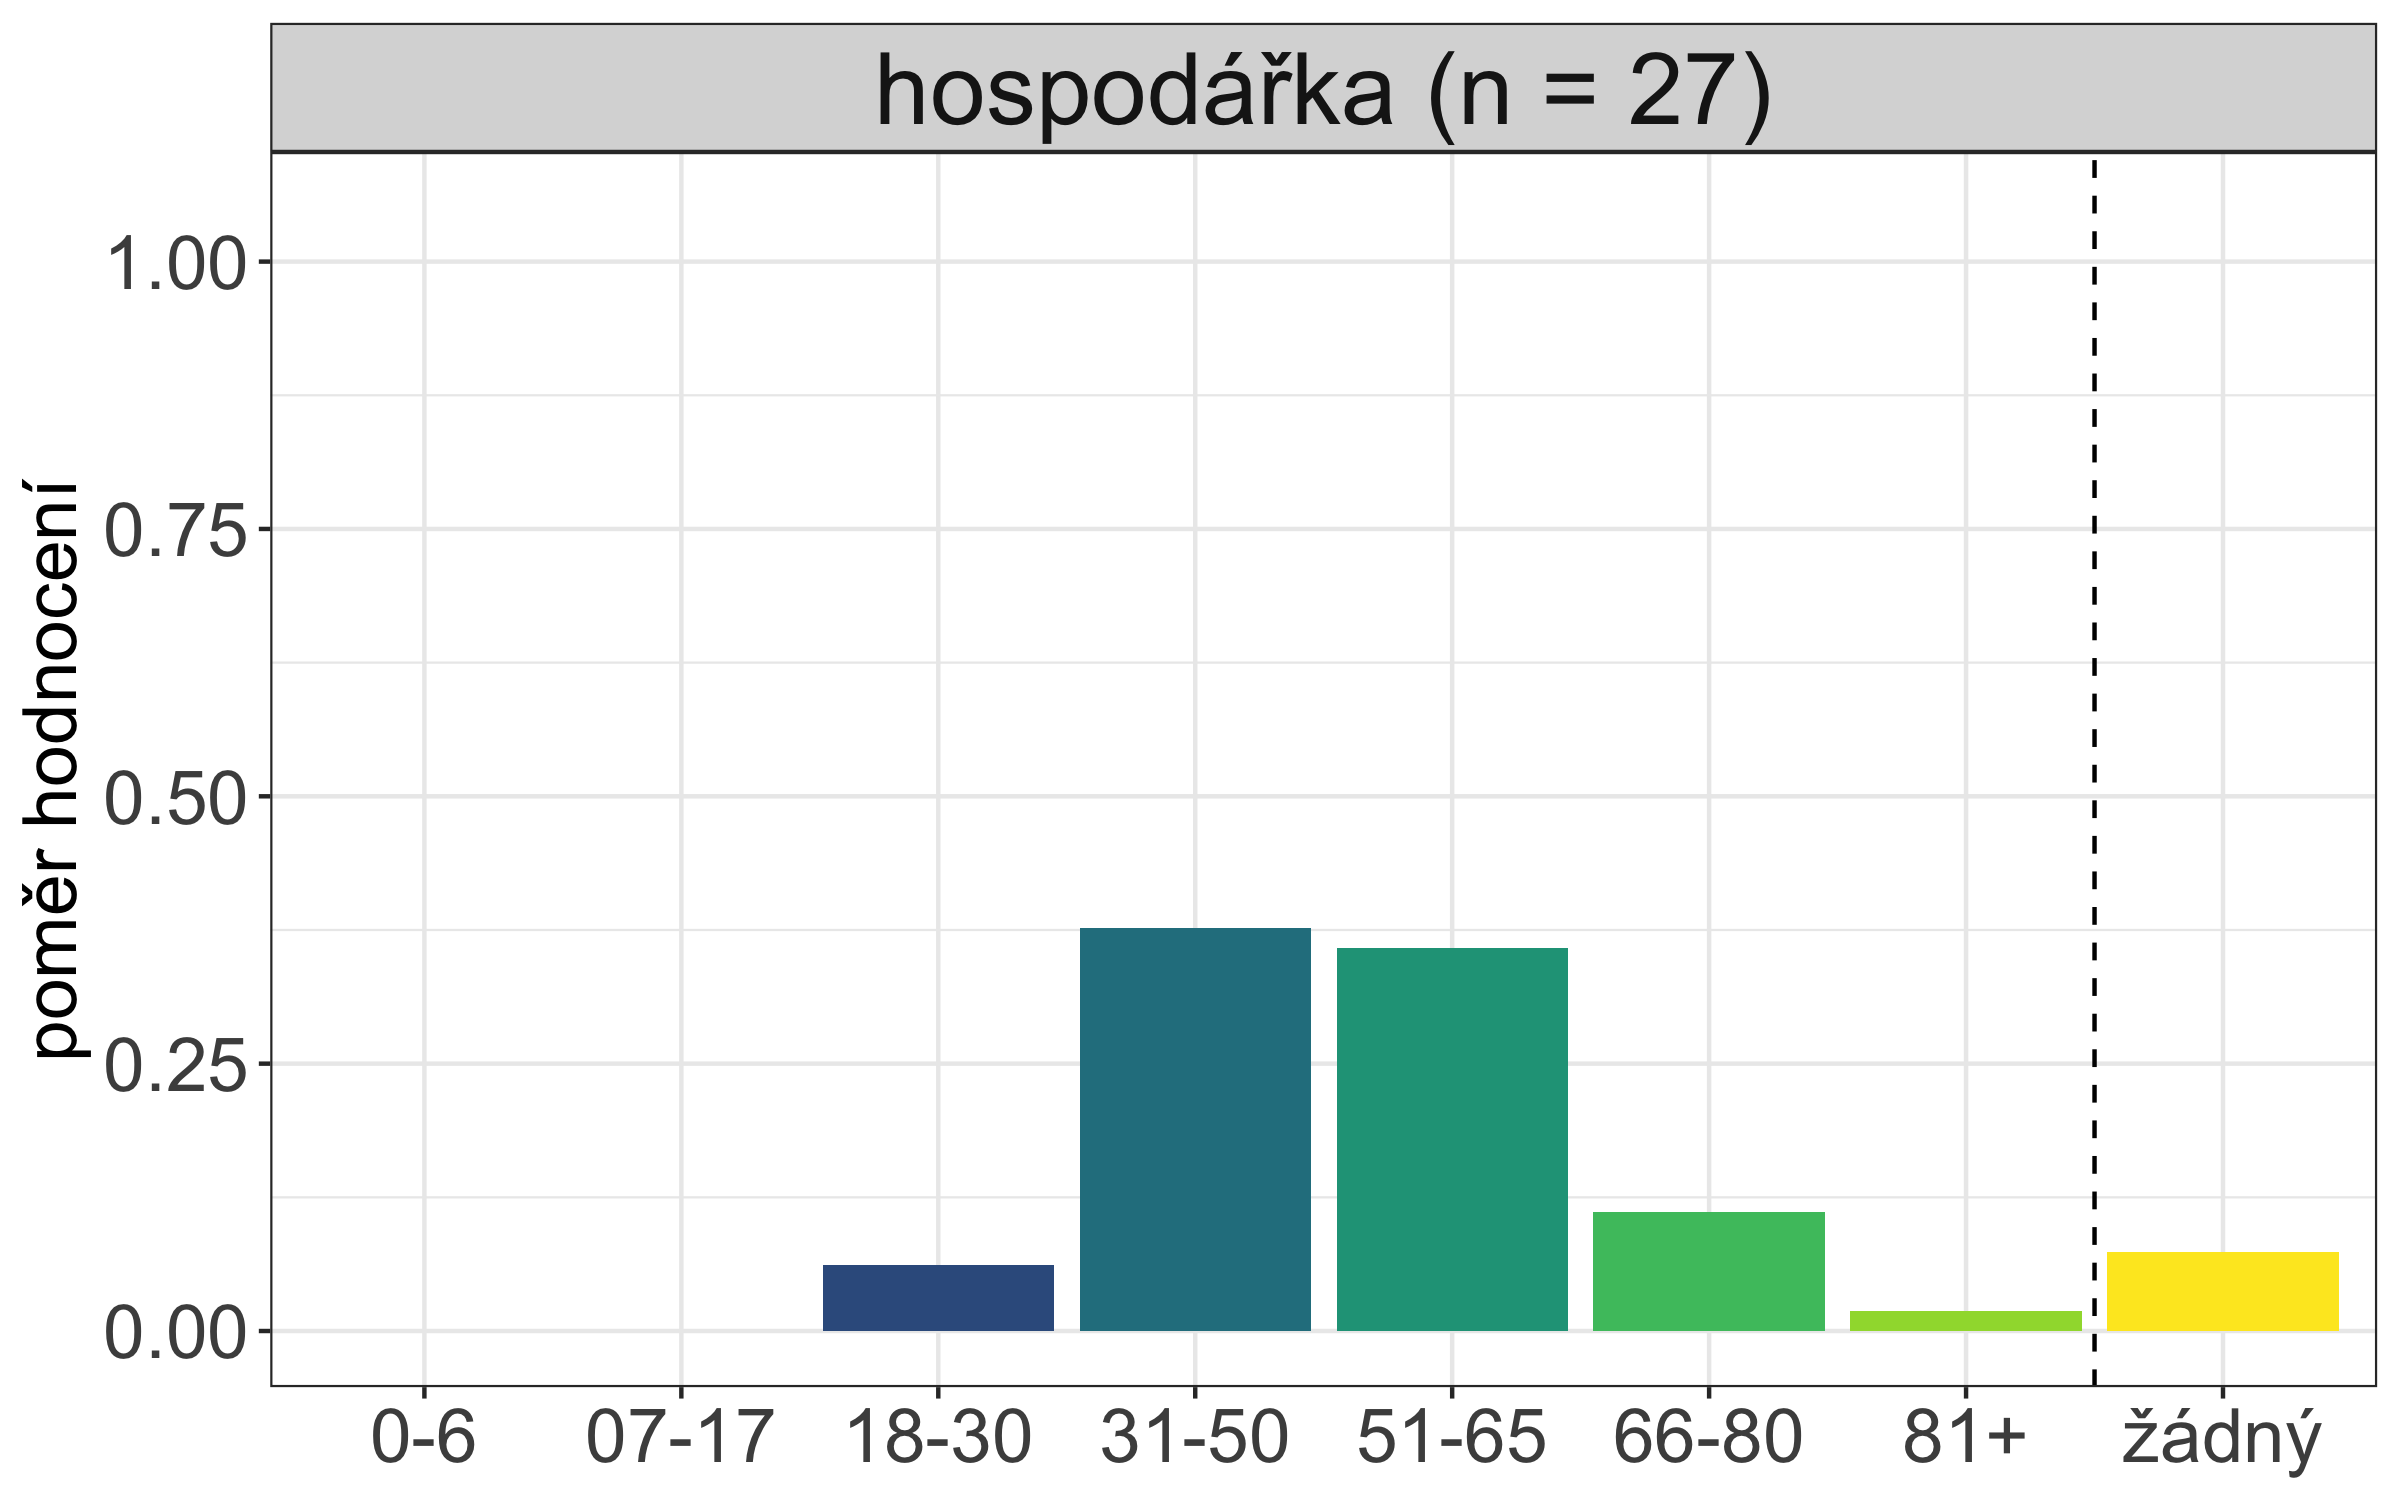 hospodářka (n = 27)
poměr hodnocení
1.00
0.75
0.50
0.25
0.00
0-6 07-17 18-30 31-50 51-65 66-80 81+ žádný